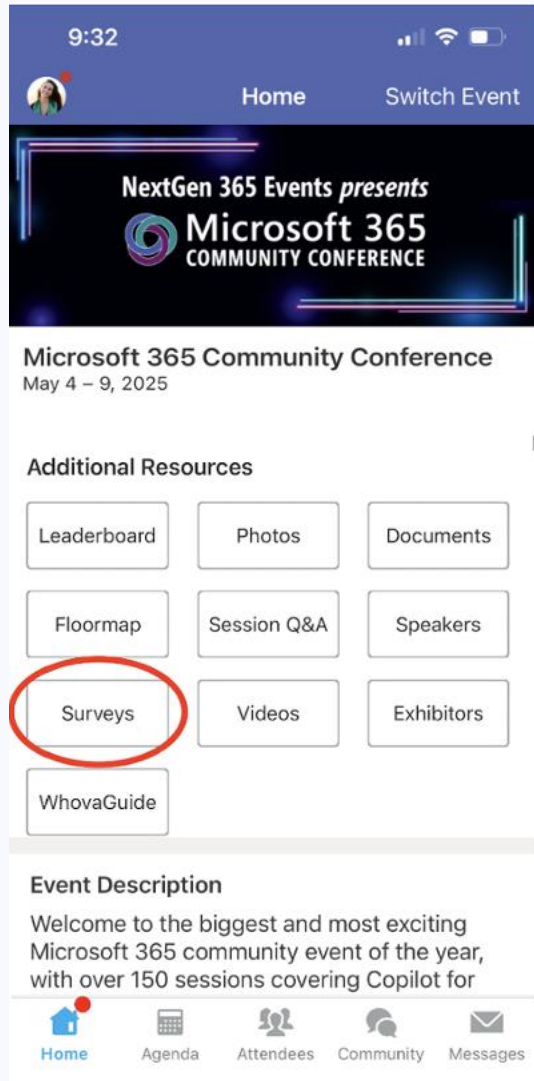 9:32
Home
Switch Event
NextGen 365 Events presents
Microsoft 365
COMMUNITY CONFERENCE
Microsoft 365 Community Conference
May 4 – 9, 2025
Additional Resources
Leaderboard
Photos
Documents
Floormap
Session Q&A
Speakers
Surveys
Videos
Exhibitors
WhovaGuide
Event Description
Welcome to the biggest and most exciting
Microsoft 365 community event of the year,
with over 150 sessions covering Copilot for
Home
Agenda
Attendees
Community
Messages